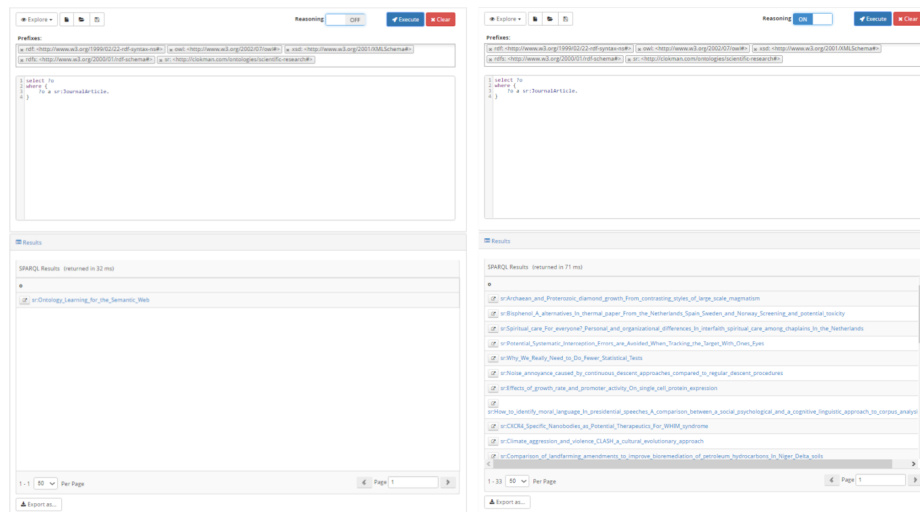 Explore
Reasoning OFF
Execute
Clear
Prefixes:
rdf: <http://www.w3.org/1999/02/22-rdf-syntax-ns#> owl: <http://www.w3.org/2002/07/owl#> xsd: <http://www.w3.org/2001/XMLSchema#>
rdfs: <http://www.w3.org/2000/01/rdf-schema#> sr: <http://clokman.com/ontologies/scientific-research#>
1 select ?o
2 where {
3 ?o a sr:JournalArticle.
4 }
Results
SPARQL Results (returned in 32 ms)
o
sr:Ontology_Learning_for_the_Semantic_Web
1 - 1 50 Per Page
Page 1
Export as...
Explore
Reasoning ON
Execute
Clear
Prefixes:
rdf: <http://www.w3.org/1999/02/22-rdf-syntax-ns#> owl: <http://www.w3.org/2002/07/owl#> xsd: <http://www.w3.org/2001/XMLSchema#>
rdfs: <http://www.w3.org/2000/01/rdf-schema#> sr: <http://clokman.com/ontologies/scientific-research#>
1 select ?o
2 where {
3 ?o a sr:JournalArticle.
4 }
Results
SPARQL Results (returned in 71 ms)
o
sr:Archaean_and_Proterozoic_diamond_growth_From_contrasting_styles_of_large_scale_magmatism
sr:Bisphenol_A_alternatives_In_thermal_paper_From_the_Netherlands_Spain_Sweden_and_Norway_Screening_and_potential_toxicity
sr:Spiritual_care_For_everyone?_Personal_and_organizational_differences_In_interfaith_spiritual_care_among_chaplains_In_the_Netherlands
sr:Potential_Systematic_Interception_Errors_are_Avoided_When_Tracking_the_Target_With_Ones_Eyes
sr:Why_We_Really_Need_to_Do_Fewer_Statistical_Tests
sr:Noise_annoyance_caused_by_continuous_descent_approaches_compared_to_regular_descent_procedures
sr:Effects_of_growth_rate_and_promoter_activity_On_single_cell_protein_expression
sr:How_to_identify_moral_language_In_presidential_speeches_A_comparison_between_a_social_psychological_and_a_cognitive_linguistic_approach_to_corpus_analysi
sr:CXCR4_Specific_Nanobodies_as_Potential_Therapeutics_For_WHIM_syndrome
sr:Climate_aggression_and_violence_CLASH_a_cultural_evolutionary_approach
sr:Comparison_of_landfarming_amendments_to_improve_bioremediation_of_petroleum_hydrocarbons_In_Niger_Delta_soils
1 - 33 50 Per Page
Page 1
Export as...